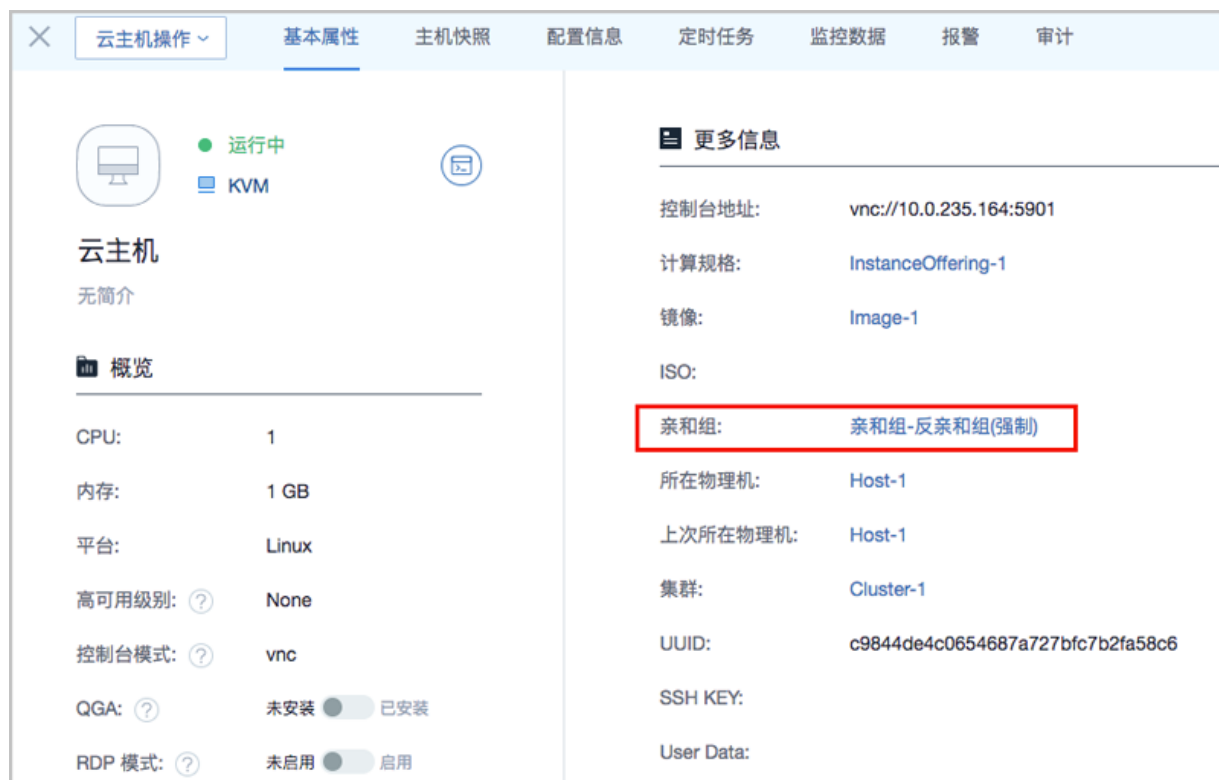 云主机操作 基本属性 主机快照 配置信息 定时任务 监控数据 报警 审计
运行中
KVM
云主机
无简介
概览
CPU: 1
内存: 1 GB
平台: Linux
高可用级别: ? None
控制台模式: ? vnc
QGA: ? 未安装 已安装
RDP 模式: ? 未启用 启用
更多信息
控制台地址: vnc://10.0.235.164:5901
计算规格: InstanceOffering-1
镜像: Image-1
ISO:
亲和组: 亲和组-反亲和组(强制)
所在物理机: Host-1
上次所在物理机: Host-1
集群: Cluster-1
UUID: c9844de4c0654687a727bfc7b2fa58c6
SSH KEY:
User Data: